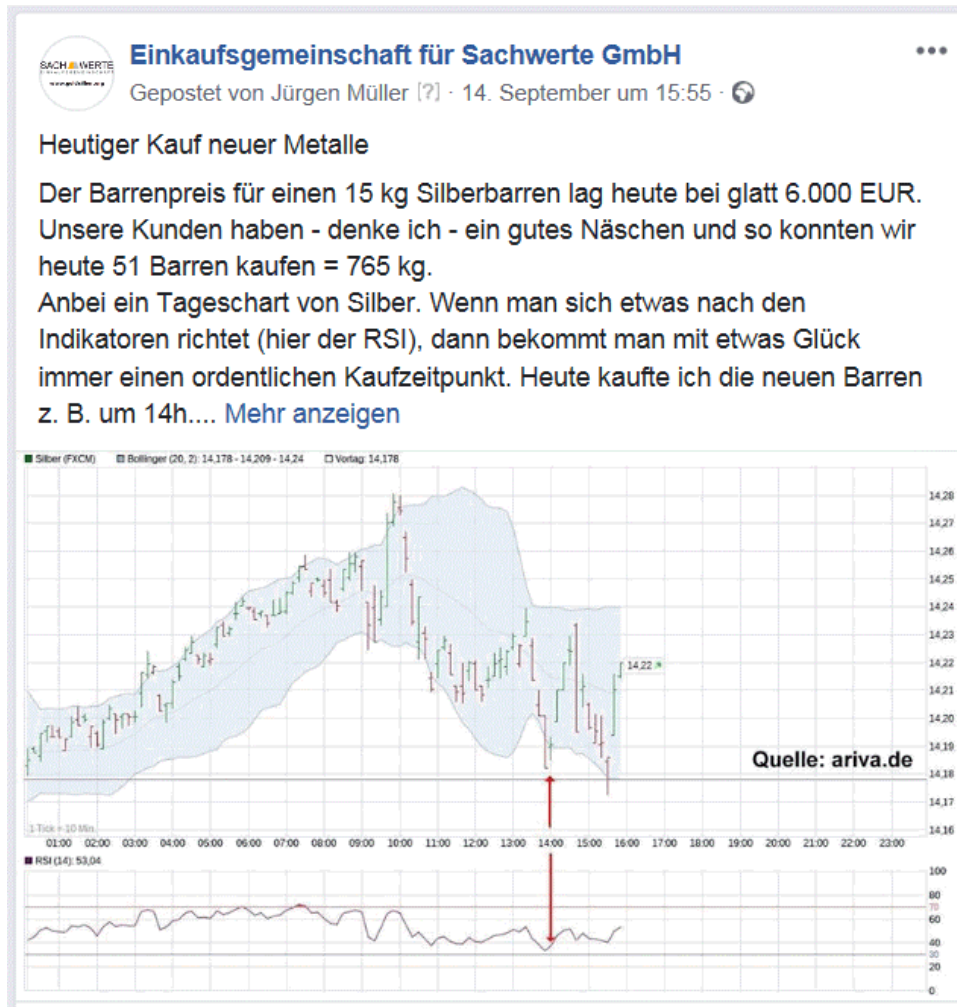 SACH WERTE
Einkaufsgemeinschaft für Sachwerte GmbH
Gepostet von Jürgen Müller [?] · 14. September um 15:55 ·
Heutiger Kauf neuer Metalle
Der Barrenpreis für einen 15 kg Silberbarren lag heute bei glatt 6.000 EUR.
Unsere Kunden haben - denke ich - ein gutes Näschen und so konnten wir
heute 51 Barren kaufen = 765 kg.
Anbei ein Tageschart von Silber. Wenn man sich etwas nach den
Indikatoren richtet (hier der RSI), dann bekommt man mit etwas Glück
immer einen ordentlichen Kaufzeitpunkt. Heute kaufte ich die neuen Barren
z. B. um 14h.... Mehr anzeigen
Silber (FXCM) Bollinger (20, 2): 14,178 - 14,209 - 14,24 Vortag: 14,178
14,28
14,27
14,26
14,25
14,24
14,23
14,22
14,22
14,21
14,20
14,19
Quelle: ariva.de
14,18
14,17
14,16
1 Tick = 10 Min.
01:00 02:00 03:00 04:00 05:00 06:00 07:00 08:00 09:00 10:00 11:00 12:00 13:00 14:00 15:00 16:00 17:00 18:00 19:00 20:00 21:00 22:00 23:00
RSI (14): 53,04
100
80
70
60
40
30
20
0